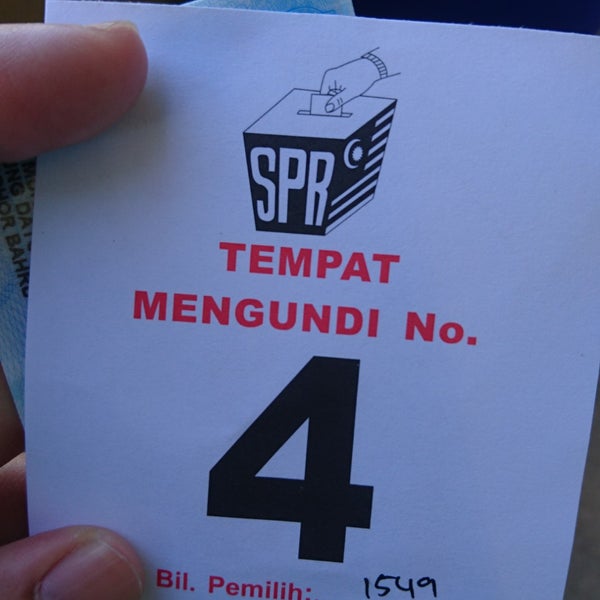 SPR
TEMPAT
MENGUNDI No.
4
Bil. Pemilih: 1549